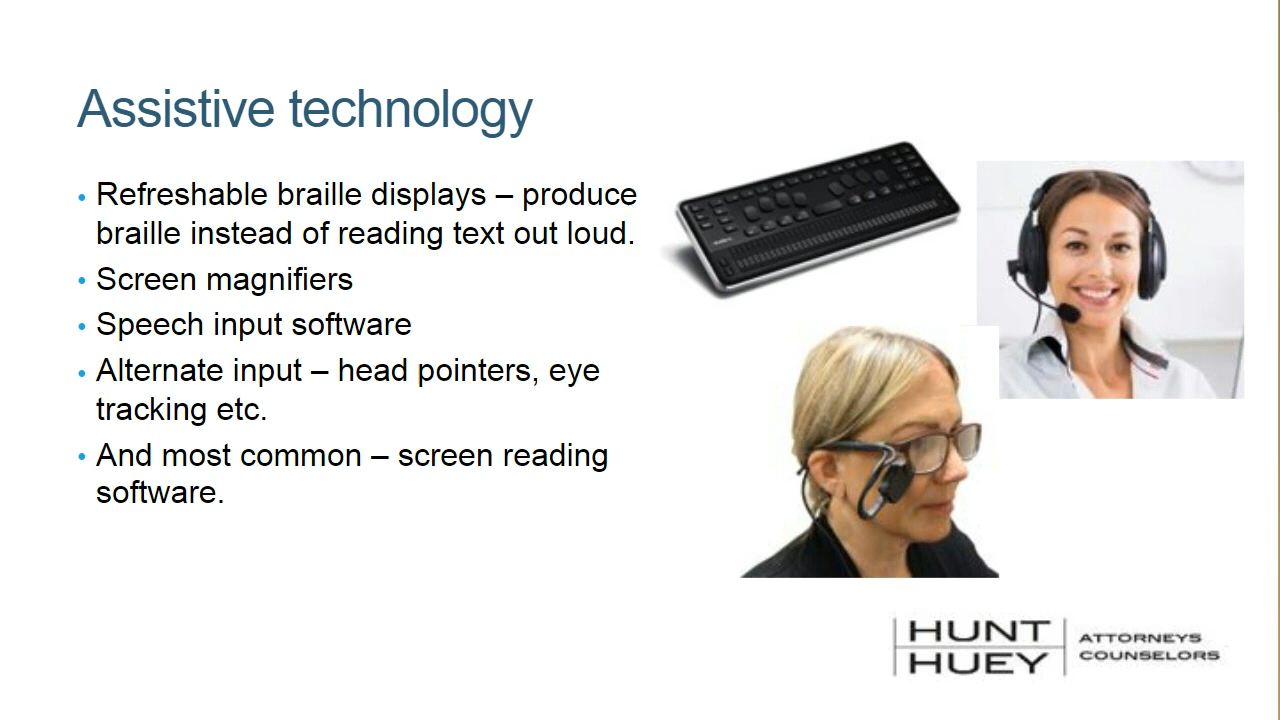 Assistive technology
• Refreshable braille displays – produce
braille instead of reading text out loud.
• Screen magnifiers
• Speech input software
• Alternate input – head pointers, eye
tracking etc.
• And most common – screen reading
software.
HUNT
HUEY
ATTORNEYS
COUNSELORS